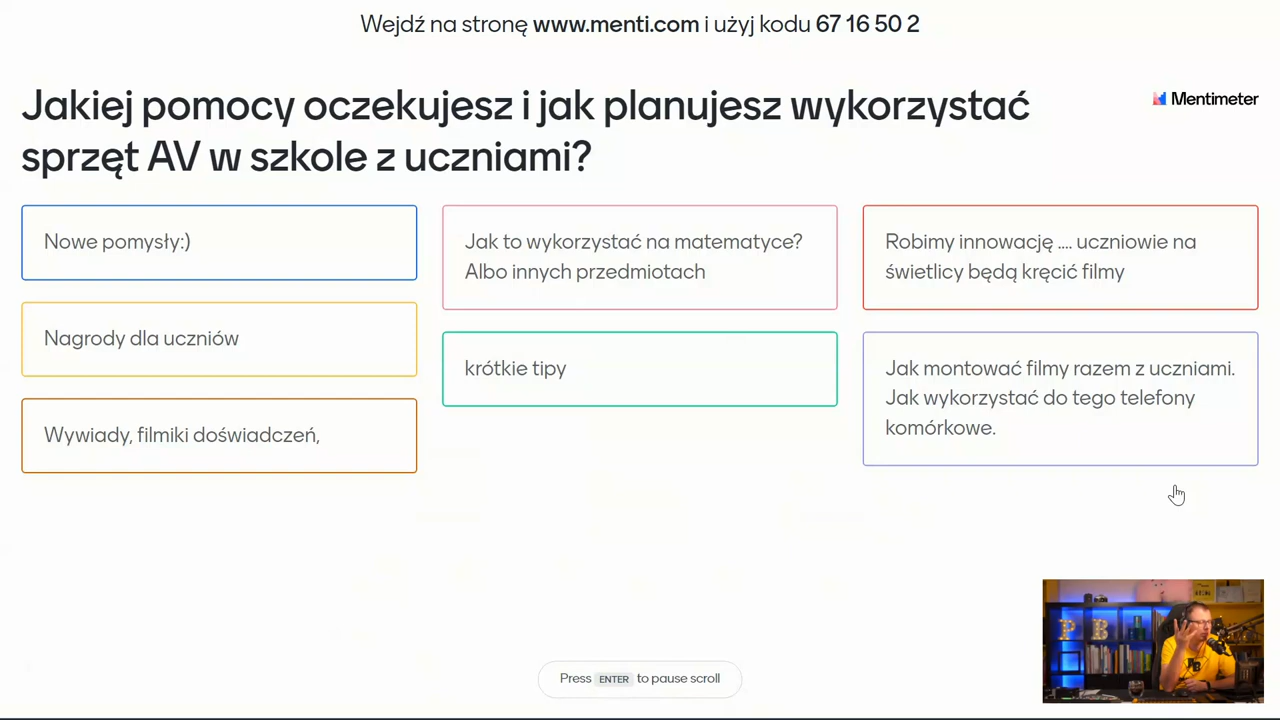 Wejdź na stronę www.menti.com i użyj kodu 67 16 50 2
Jakiej pomocy oczekujesz i jak planujesz wykorzystać
sprzęt AV w szkole z uczniami?
Mentimeter
Nowe pomysły:)
Nagrody dla uczniów
Wywiady, filmiki doświadczeń,
Jak to wykorzystać na matematyce?
Albo innych przedmiotach
krótkie tipy
Robimy innowację .... uczniowie na
świetlicy będą kręcić filmy
Jak montować filmy razem z uczniami.
Jak wykorzystać do tego telefony
komórkowe.
Press ENTER to pause scroll
P B